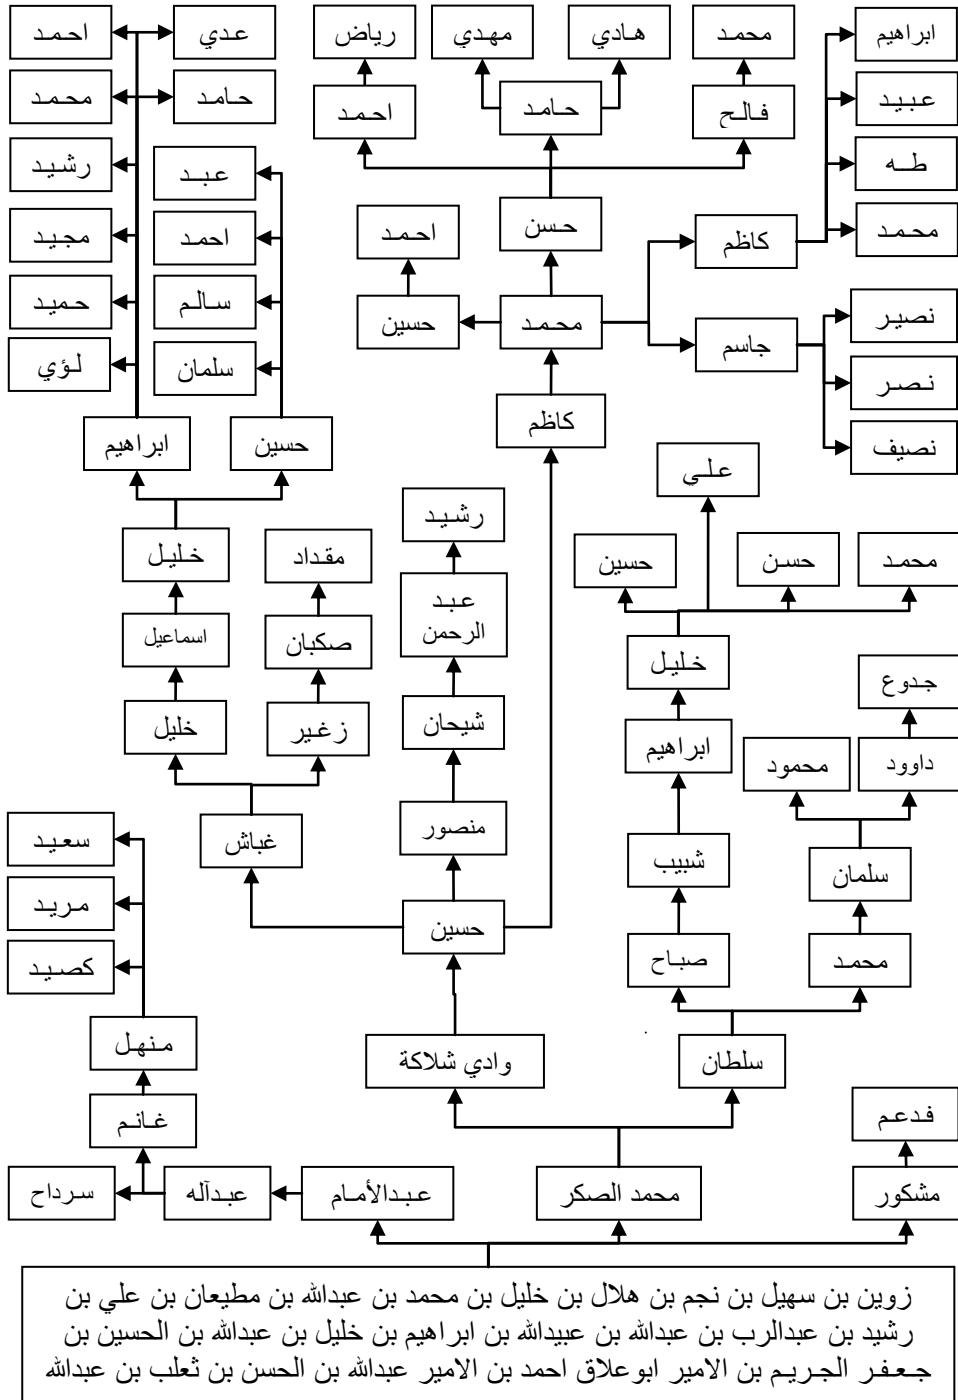 ابراهيم
محمد
هادي
مهدي
رياض
عدي
احمد
عبيد
فالح
حامد
احمد
حامد
محمد
طه
رشيد
عبد
محمد
كاظم
حسن
احمد
احمد
مجيد
نصير
جاسم
محمد
حسين
سالم
حميد
نصر
سلمان
لؤي
نصيف
كاظم
حسين
ابراهيم
علي
رشيد
محمد
حسن
حسين
مقداد
خليل
عبد
الرحمن
صكبان
اسماعيل
خليل
جدوع
شيحان
زغير
خليل
ابراهيم
داوود
محمود
منصور
غباش
سعيد
سلمان
شبيب
مريد
حسين
محمد
صباح
كصيد
منهل
سلطان
وادي شلاكة
فدعم
غانم
مشكور
محمد الصكر
عبدالأمام
عبدآله
سرداح
زوين بن سهيل بن نجم بن هلال بن خليل بن محمد بن عبدالله بن مطيعان بن علي بن
رشيد بن عبدالرب بن عبدالله بن عبيدالله بن ابراهيم بن خليل بن عبدالله بن الحسين بن
جعفر الجريم بن الامير ابوعلاق احمد بن الامير عبدالله بن الحسن بن ثعلب بن عبدالله